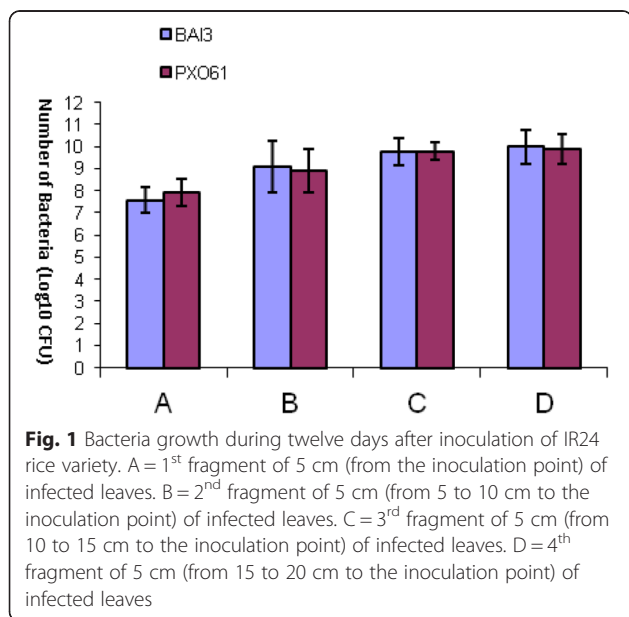 BAI3
PXO61
Number of Bacteria (Log10 CFU)
12
11
10
9
8
7
6
5
4
3
2
1
0
A B C D
Fig. 1 Bacteria growth during twelve days after inoculation of IR24
rice variety. A = 1st fragment of 5 cm (from the inoculation point) of
infected leaves. B = 2nd fragment of 5 cm (from 5 to 10 cm to the
inoculation point) of infected leaves. C = 3rd fragment of 5 cm (from
10 to 15 cm to the inoculation point) of infected leaves. D = 4th
fragment of 5 cm (from 15 to 20 cm to the inoculation point) of
infected leaves